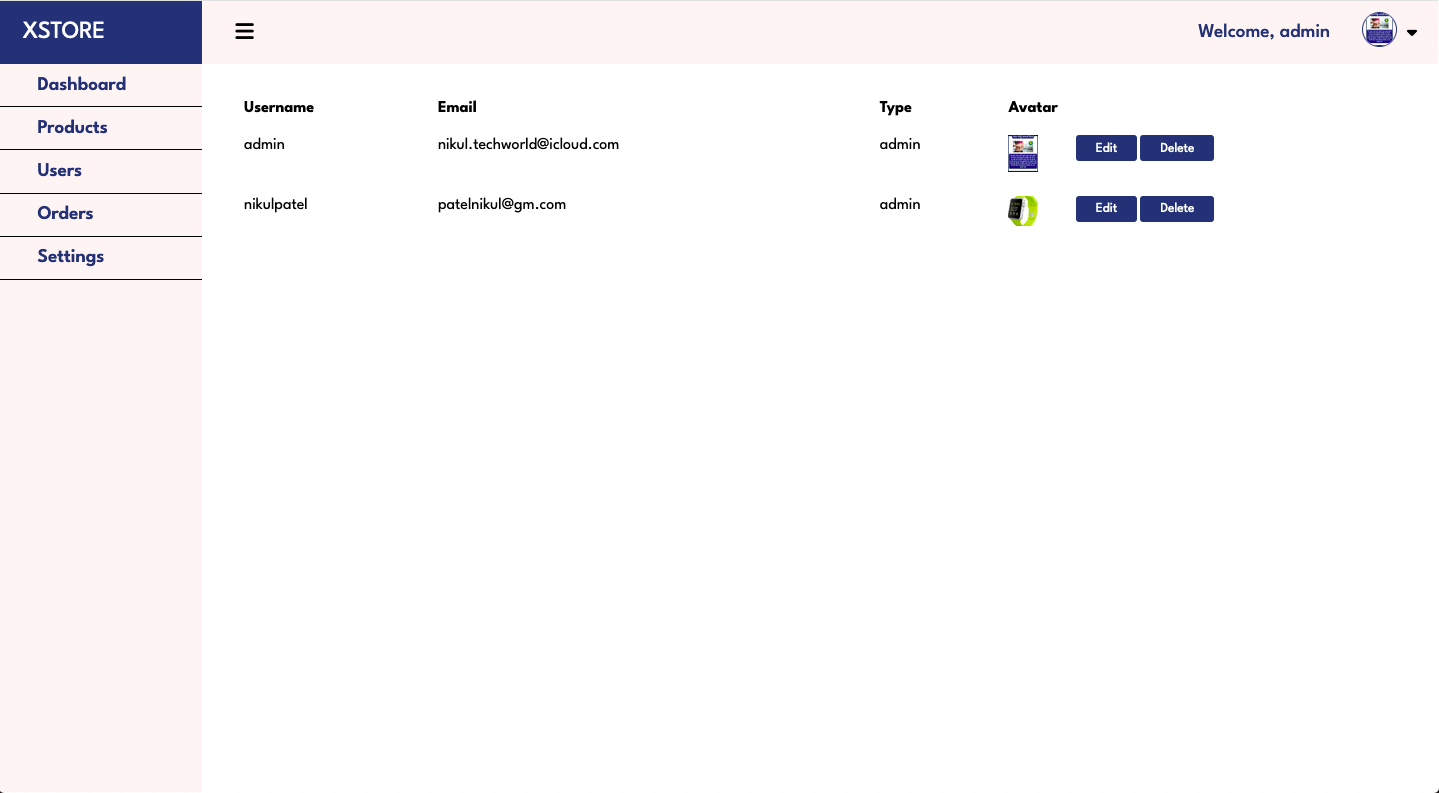 XSTORE
Welcome, admin
Dashboard
Products
Users
Orders
Settings
Username Email Type Avatar
admin nikul.techworld@icloud.com admin Edit Delete
nikulpatel patelnikul@gm.com admin Edit Delete